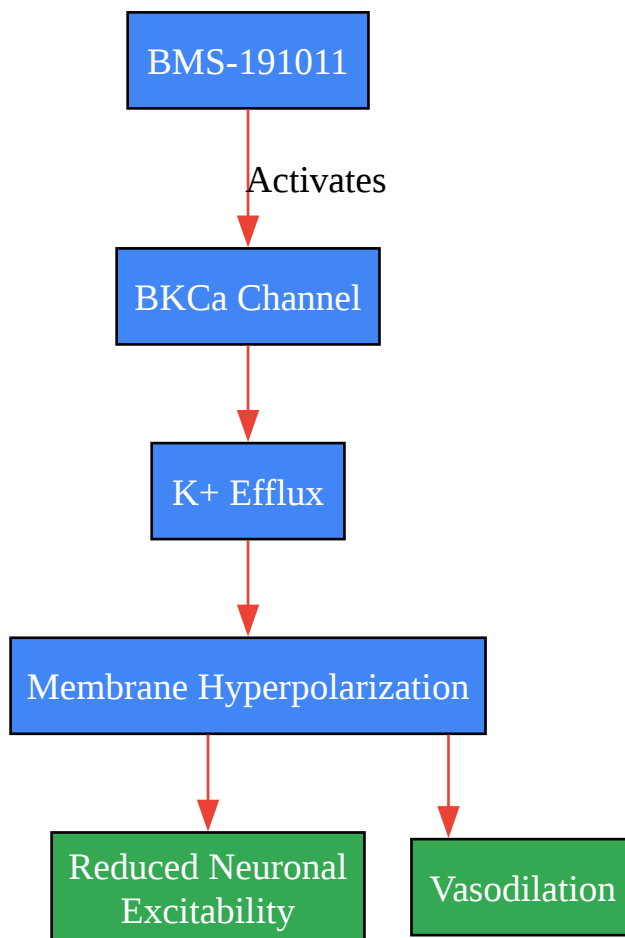 BMS-191011
Activates
BKCa Channel
K+ Efflux
Membrane Hyperpolarization
Reduced Neuronal
Excitability
Vasodilation